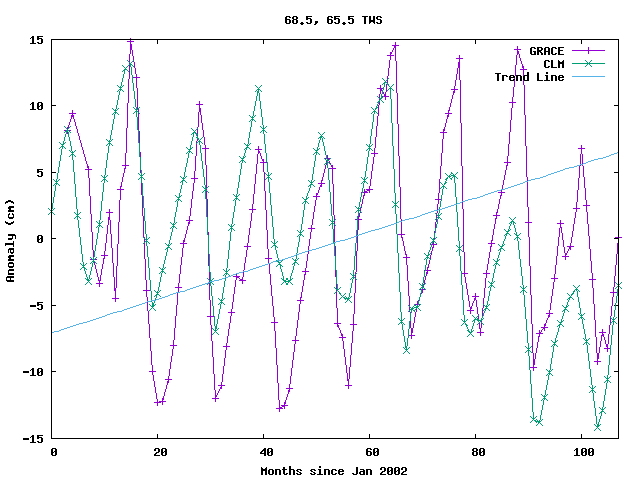 68.5, 65.5 TWS
GRACE
CLM
Trend Line
15
10
5
0
-5
-10
-15
Anomaly (cm)
0 20 40 60 80 100
Months since Jan 2002